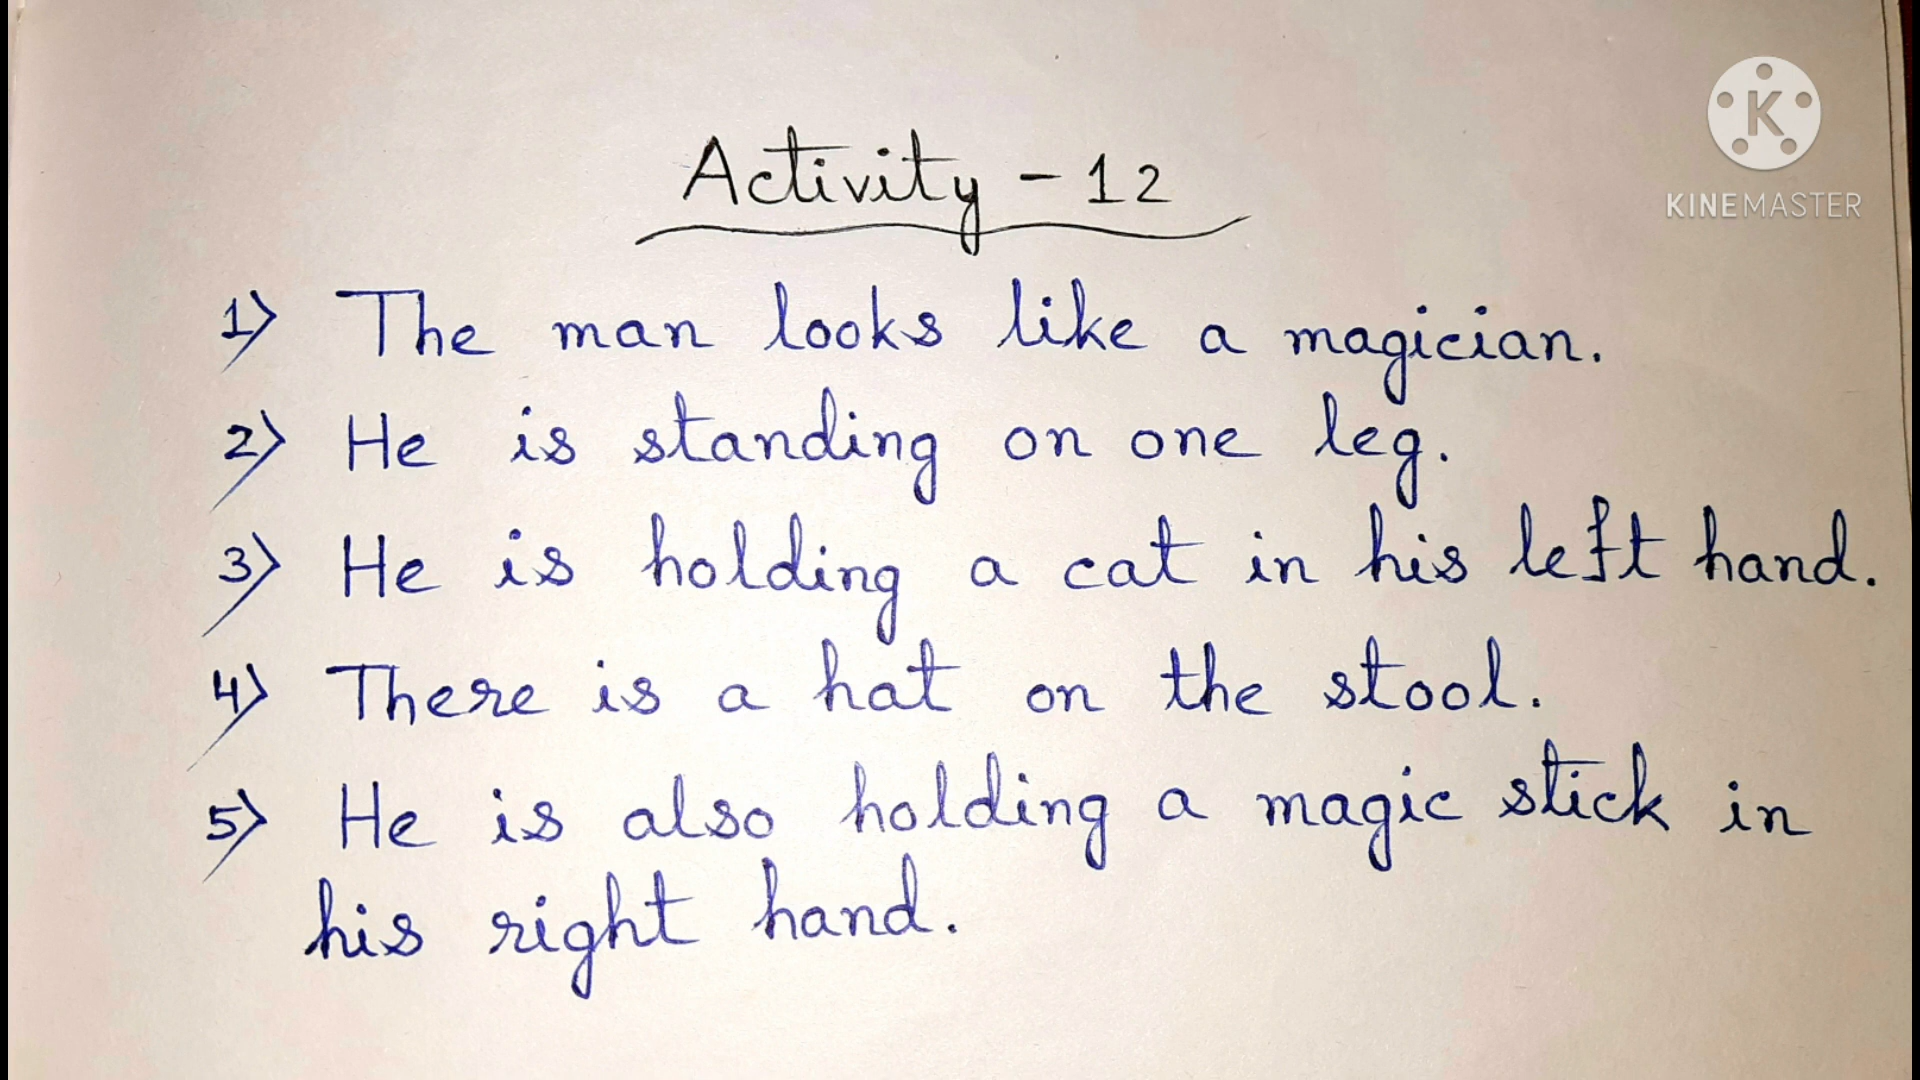 K
KINEMASTER
Activity - 12
1) The man looks like a magician.
2) He is standing on one leg.
3) He is holding a cat in his left hand.
4) There is a hat on the stool.
5) He is also holding a magic stick in
his right hand.